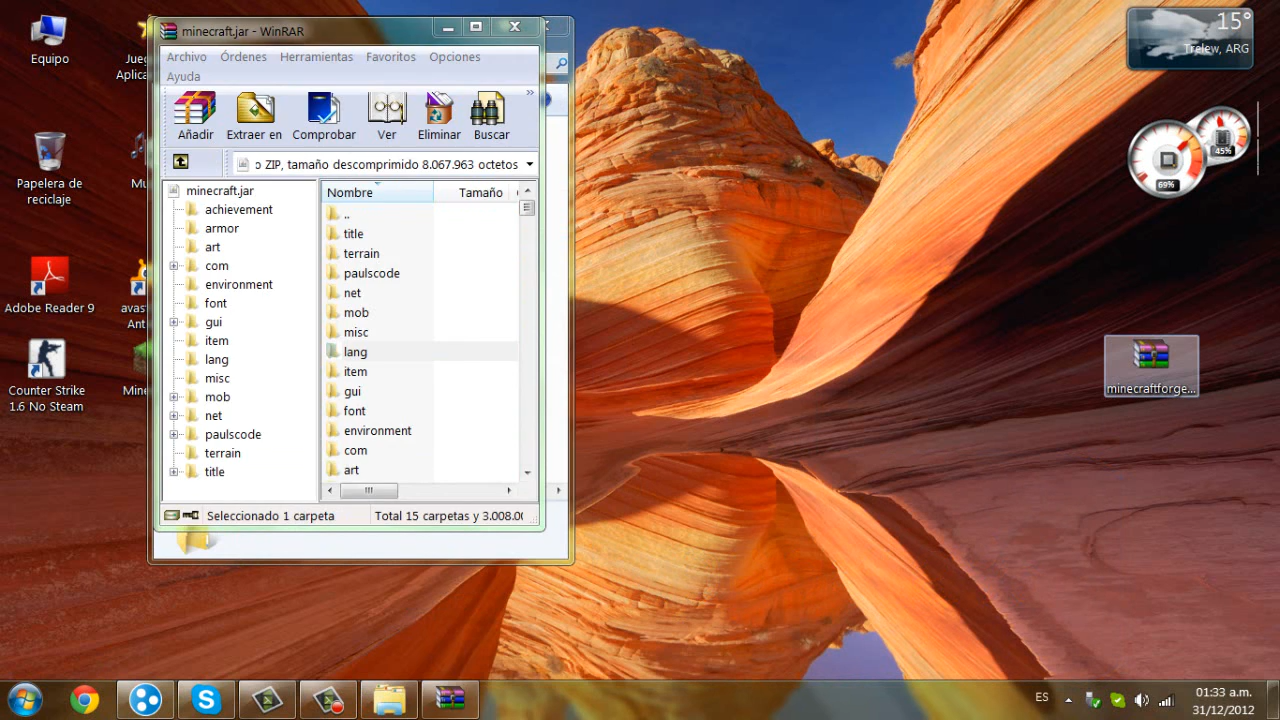 Equipo
Papelera de
reciclaje
Adobe Reader 9
Counter Strike
1.6 No Steam
Aplica
avas
Ant
Mine
minecraft.jar - WinRAR
Archivo Órdenes Herramientas Favoritos Opciones
Ayuda
Añadir Extraer en Comprobar Ver Eliminar Buscar
ZIP, tamaño descomprimido 8.067.963 octetos
minecraft.jar
achievement
armor
art
com
environment
font
gui
item
lang
misc
mob
net
paulscode
terrain
title
Nombre Tamaño
..
title
terrain
paulscode
net
mob
misc
lang
item
gui
font
environment
com
art
Seleccionado 1 carpeta Total 15 carpetas y 3.008.0
15°
Trelew, ARG
45%
69%
minecraftforge...
ES
01:33 a.m.
31/12/2012